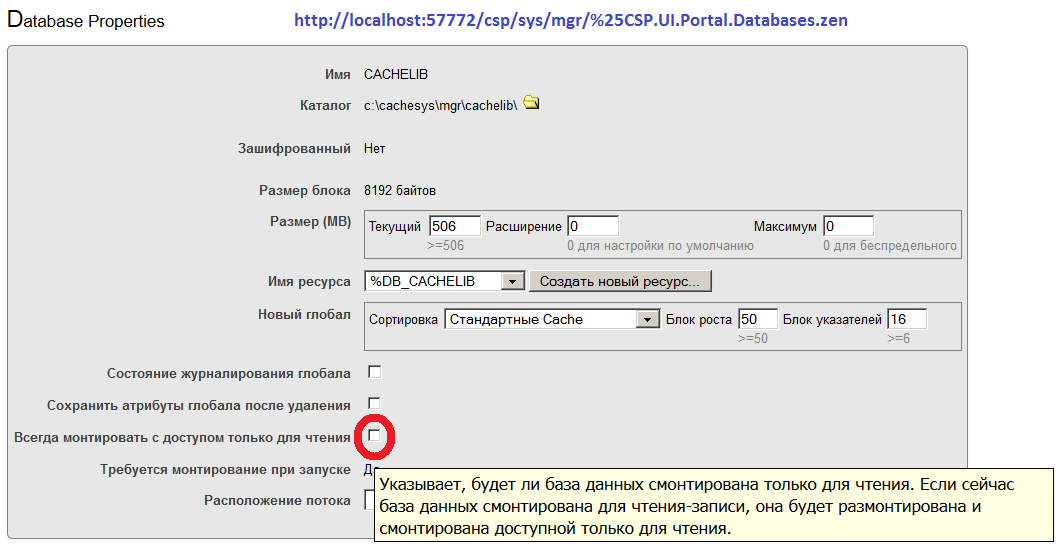 Database Properties http://localhost:57772/csp/sys/mgr/%25CSP.UI.Portal.Databases.zen
Имя CACHELIB
Каталог c:\cachesys\mgr\cachelib\
Зашифрованный Нет
Размер блока 8192 байтов
Размер (MB) Текущий 506 Расширение 0 Максимум 0
>=506 0 для настройки по умолчанию 0 для беспредельного
Имя ресурса %DB_CACHELIB Создать новый ресурс...
Новый глобал Сортировка Стандартные Cache Блок роста 50 Блок указателей 16
>=50 >=6
Состояние журналирования глобала
Сохранить атрибуты глобала после удаления
Всегда монтировать с доступом только для чтения
Требуется монтирование при запуске
Расположение потока
Указывает, будет ли база данных смонтирована только для чтения. Если сейчас
база данных смонтирована для чтения-записи, она будет размонтирована и
смонтирована доступной только для чтения.